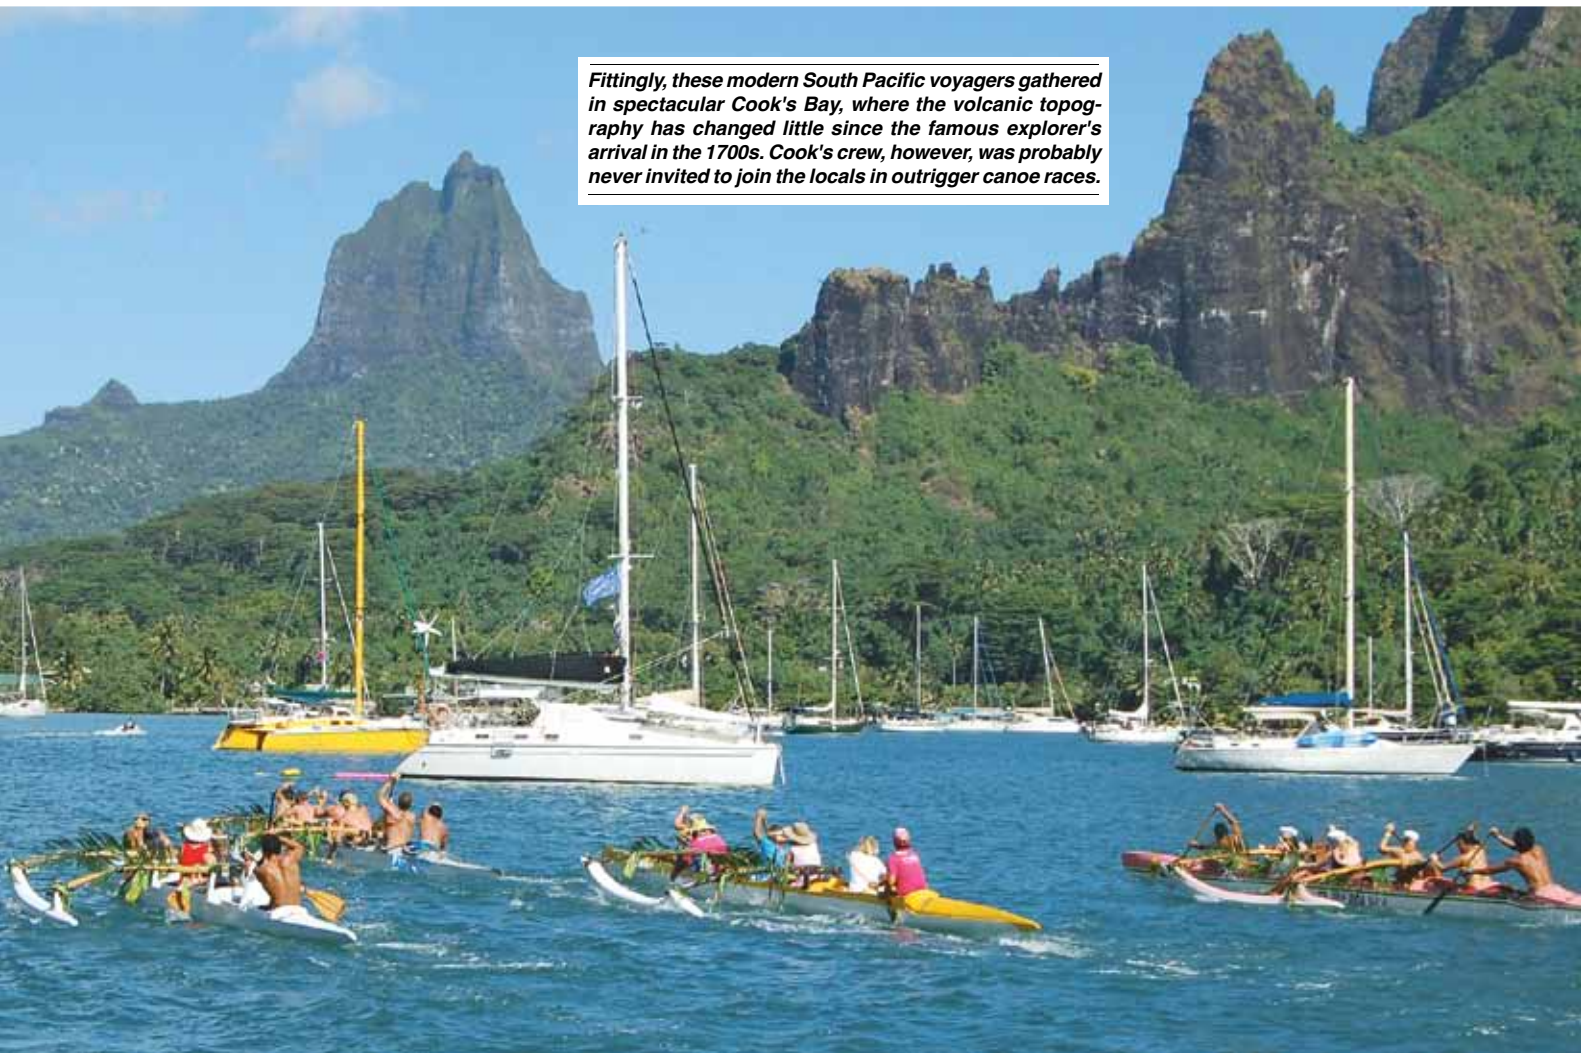 Fittingly, these modern South Pacific voyagers gathered
in spectacular Cook's Bay, where the volcanic topog-
raphy has changed little since the famous explorer's
arrival in the 1700s. Cook's crew, however, was probably
never invited to join the locals in outrigger canoe races.